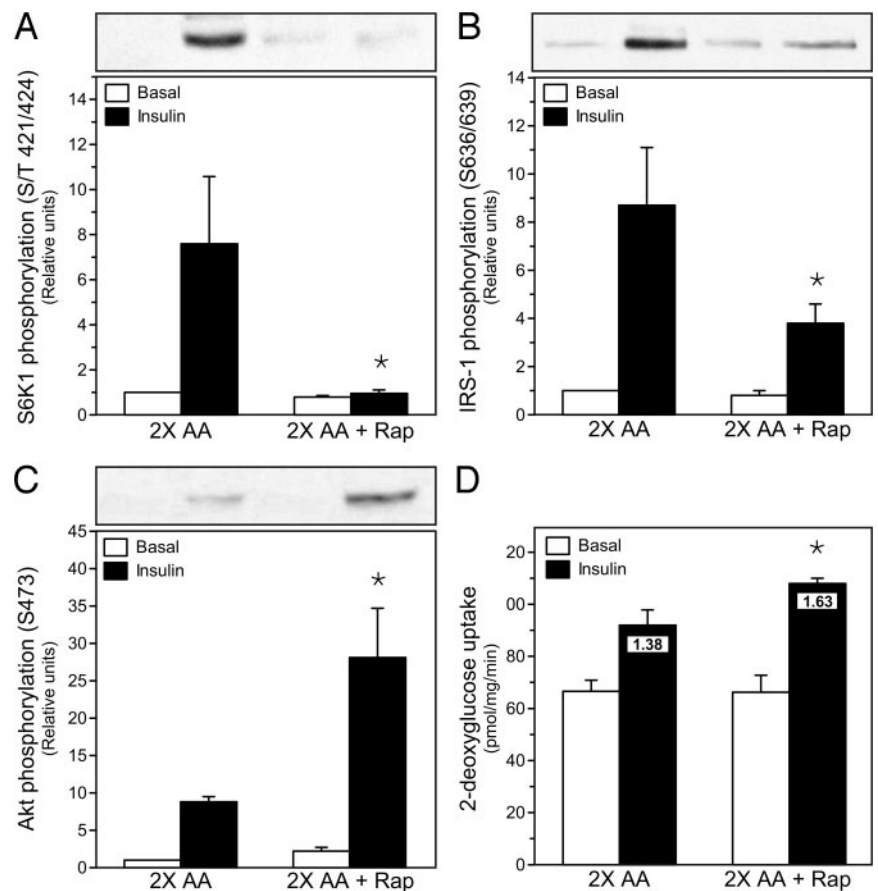 A
S6K1 phosphorylation (S/T 421/424)
(Relative units)
14
12
10
8
6
4
2
0
Basal
Insulin
*
2X AA
2X AA + Rap
B
IRS-1 phosphorylation (S636/639)
(Relative units)
14
12
10
8
6
4
2
0
Basal
Insulin
*
2X AA
2X AA + Rap
C
Akt phosphorylation (S473)
(Relative units)
45
40
35
30
25
20
15
10
5
0
Basal
Insulin
*
2X AA
2X AA + Rap
D
2-deoxyglucose uptake
(pmol/mg/min)
20
00
80
60
40
20
0
Basal
Insulin
*
1.38
1.63
2X AA
2X AA + Rap